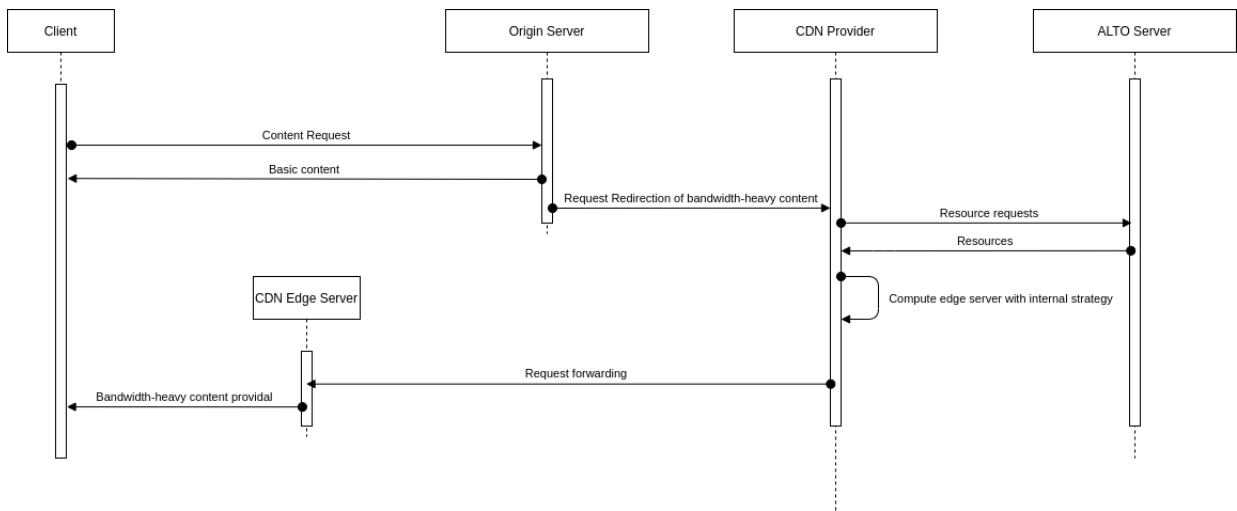 Client
Origin Server
CDN Provider
ALTO Server
Content Request
Basic content
Request Redirection of bandwidth-heavy content
Resource requests
Resources
CDN Edge Server
Compute edge server with internal strategy
Request forwarding
Bandwidth-heavy content providal